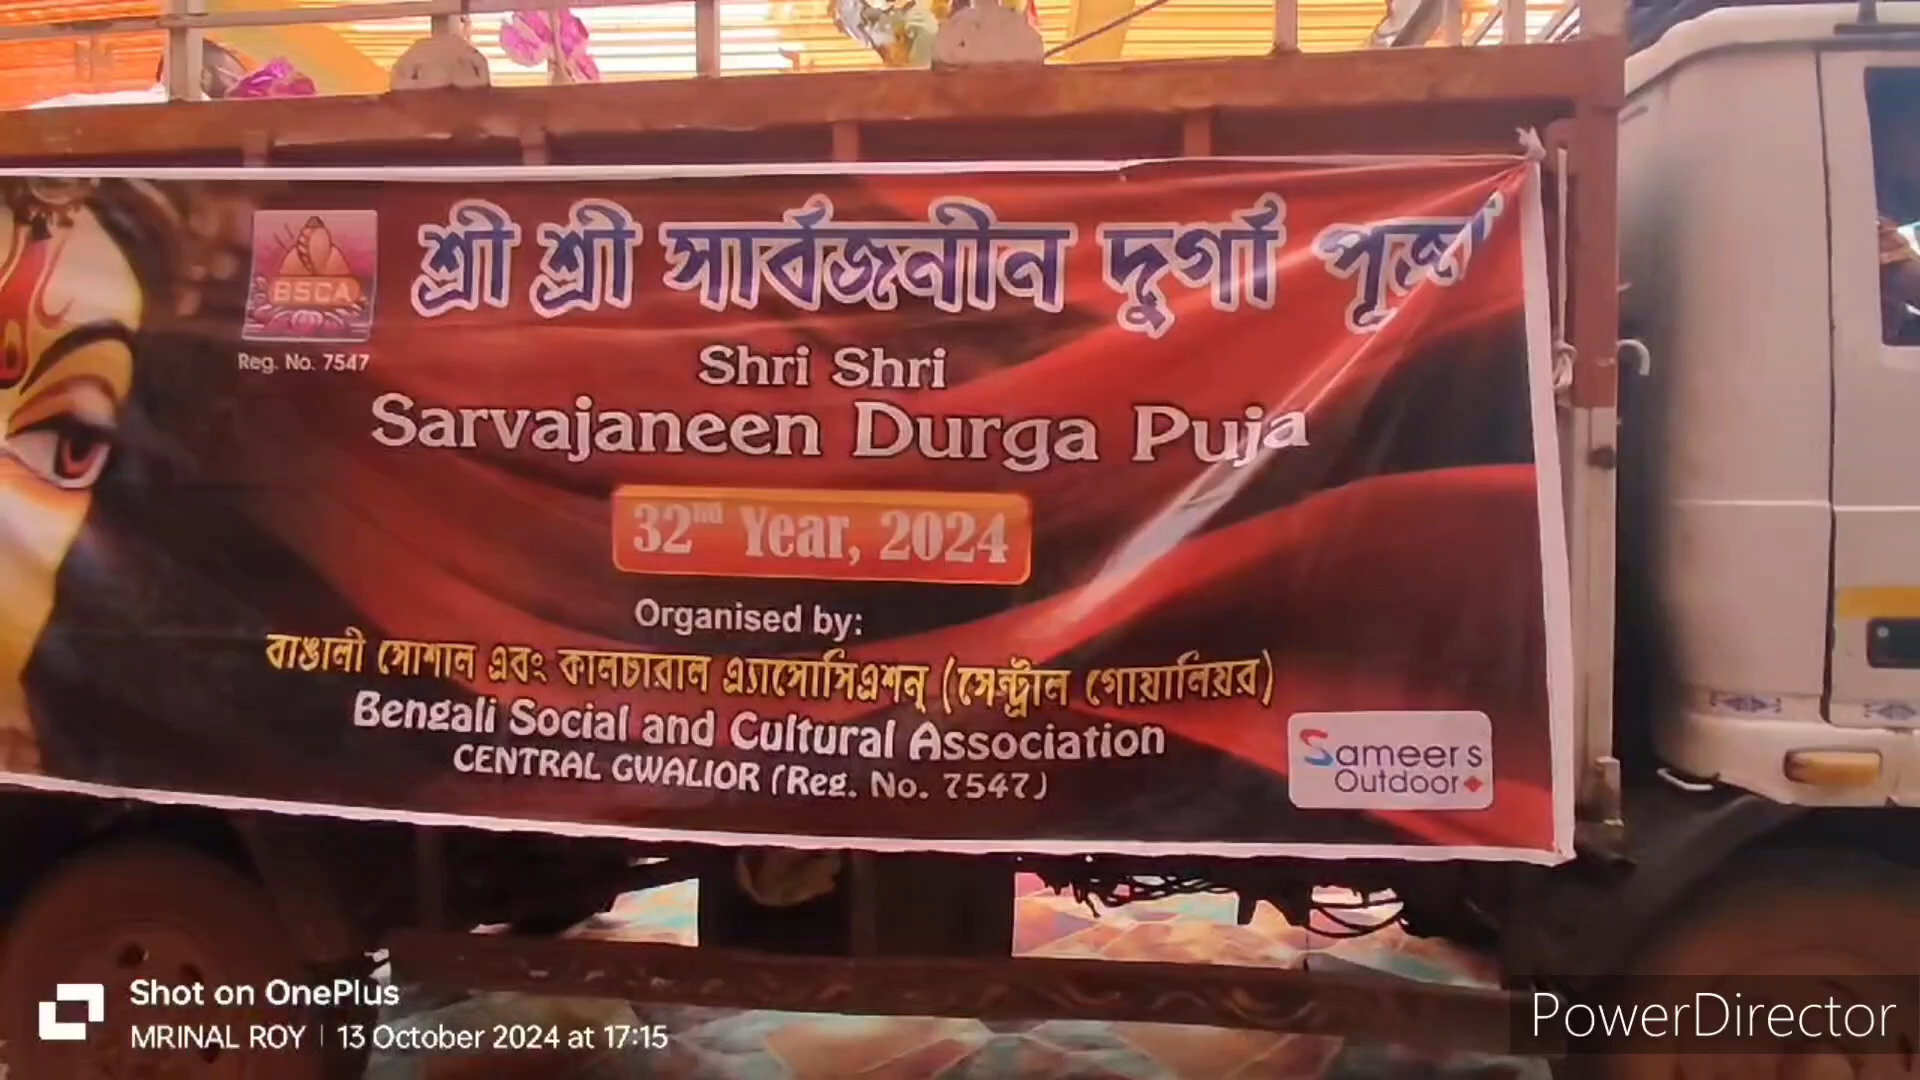 শ্রী শ্রী সার্বজনীন দুর্গা পূজা
BSCA
Reg. No. 7547
Shri Shri
Sarvajaneen Durga Puja
32nd Year, 2024
Organised by:
বাঙালী সোশাল এবং কালচারাল এ্যাসোসিএশন্ (সেন্ট্রাল গোয়ালিয়র)
Bengali Social and Cultural Association
CENTRAL GWALIOR (Reg. No. 7547)
Sameers
Outdoor
Shot on OnePlus
MRINAL ROY | 13 October 2024 at 17:15
PowerDirector